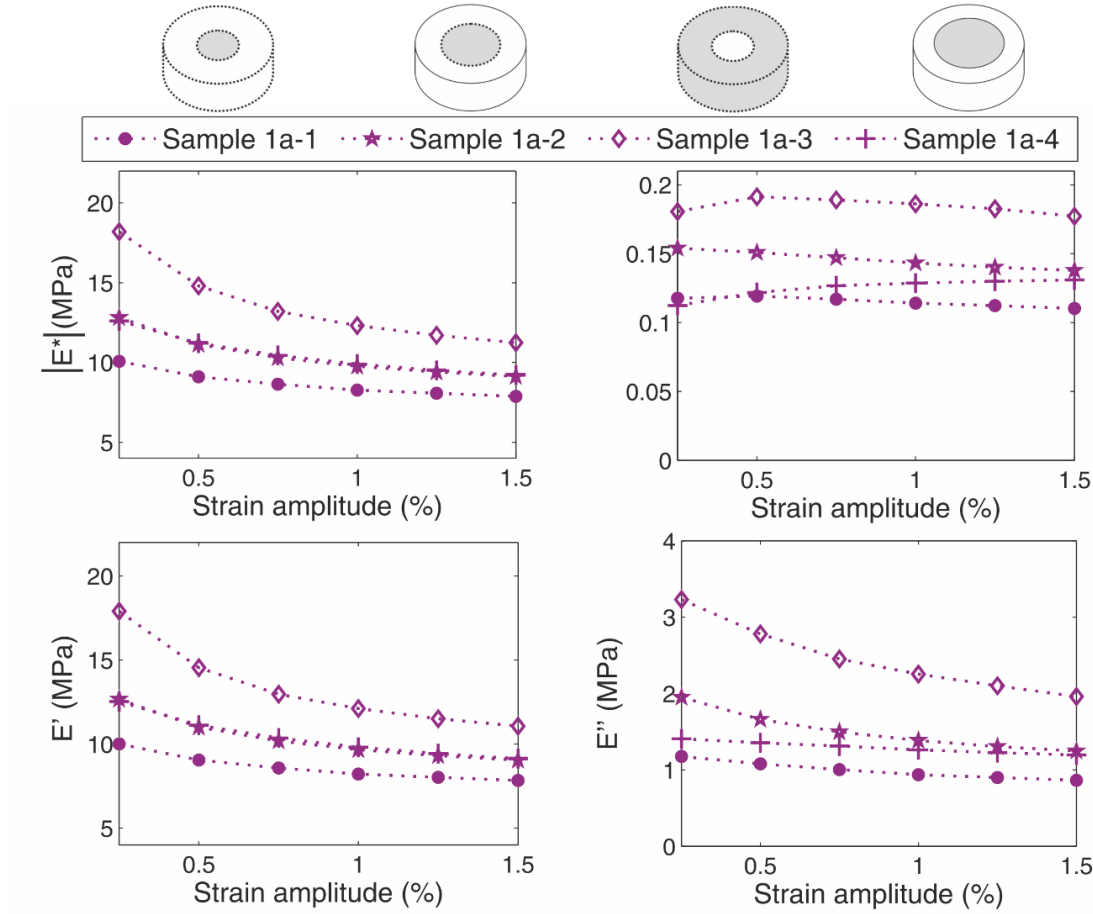 Sample 1a-1 Sample 1a-2 Sample 1a-3 Sample 1a-4
|E*| (MPa)
20
15
10
5
0.5 1 1.5
Strain amplitude (%)
0.2
0.15
0.1
0.05
0
0.5 1 1.5
Strain amplitude (%)
E’ (MPa)
20
15
10
5
0.5 1 1.5
Strain amplitude (%)
E’’ (MPa)
4
3
2
1
0
0.5 1 1.5
Strain amplitude (%)